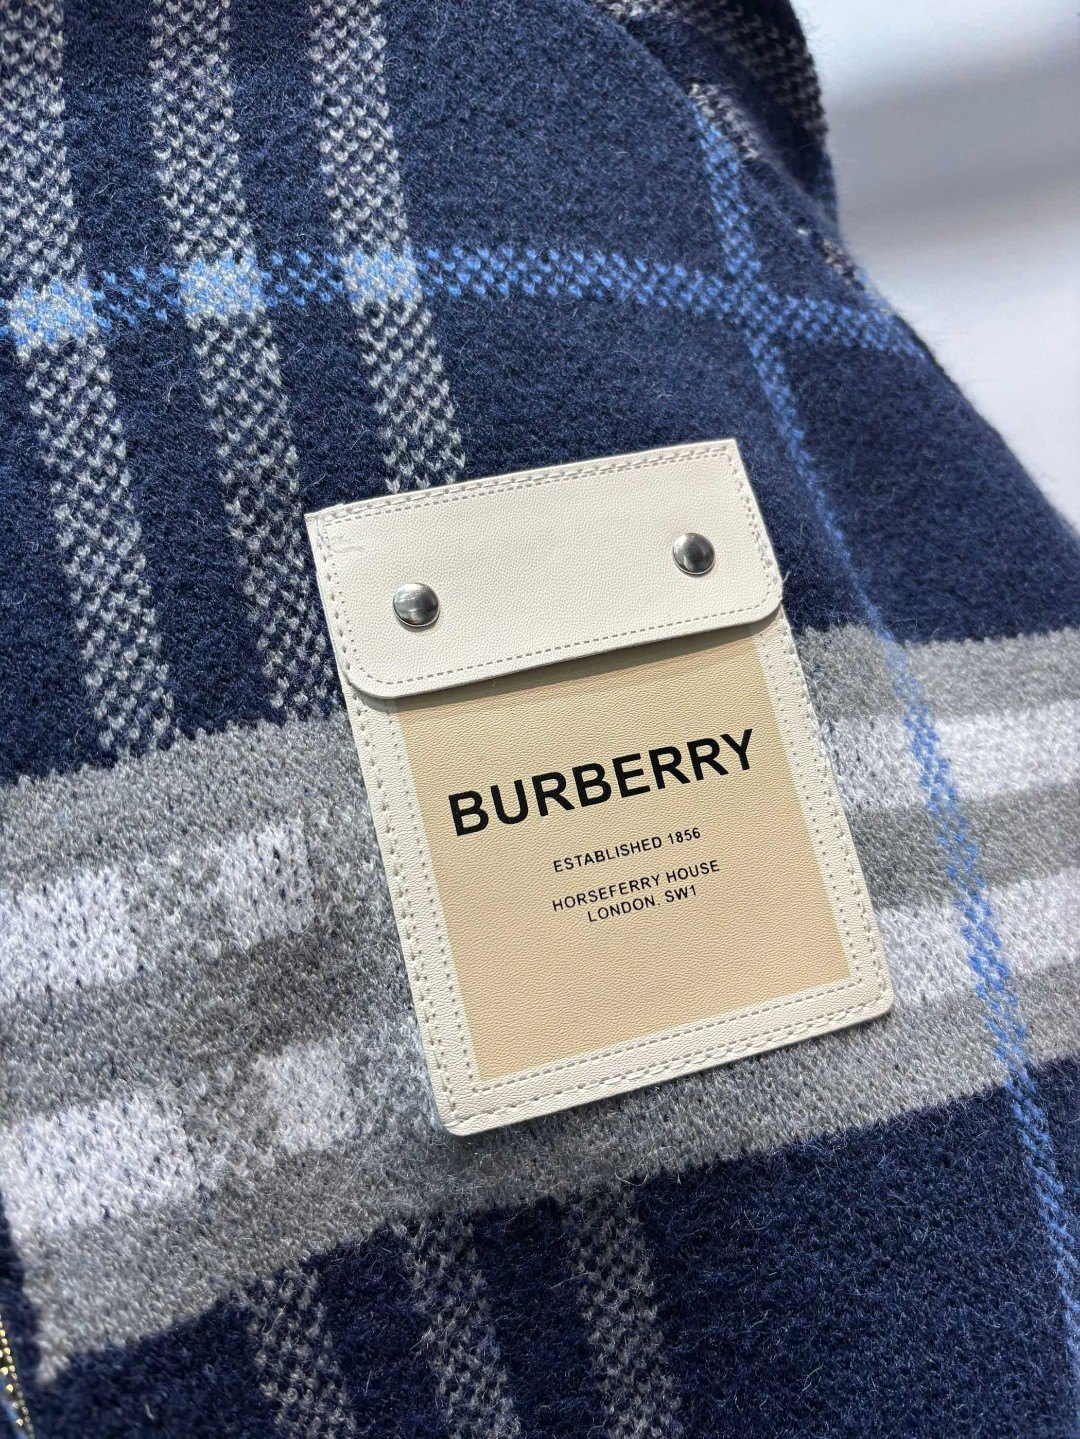 BURBERRY
ESTABLISHED 1856
HORSEFERRY HOUSE
LONDON. SW1